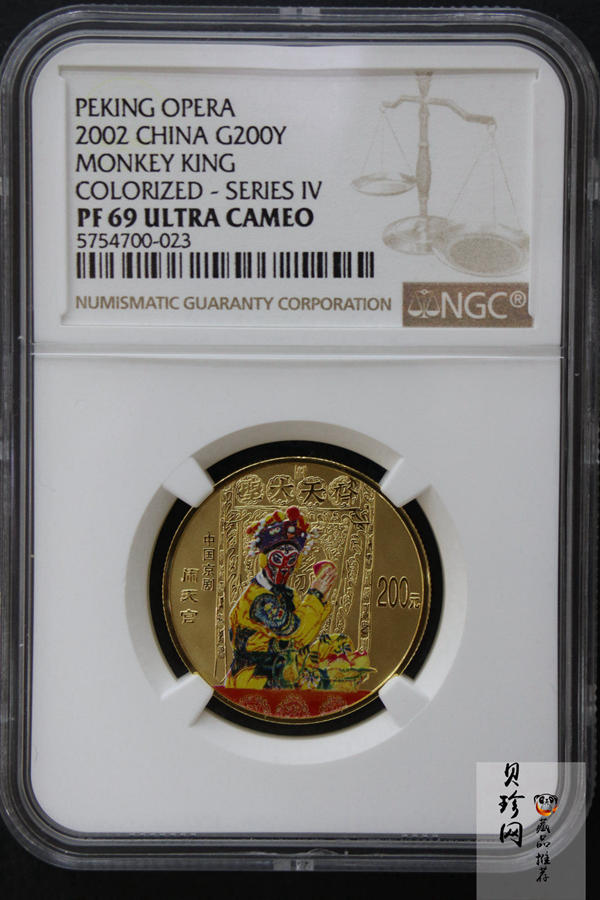 PEKING OPERA
2002 CHINA G200Y
MONKEY KING
COLORIZED - SERIES IV
PF 69 ULTRA CAMEO
5754700-023
NUMISMATIC GUARANTY CORPORATION
NGC®
聖大天齊
中国京剧
闹天宫
200元
贝珍网
藏品推荐